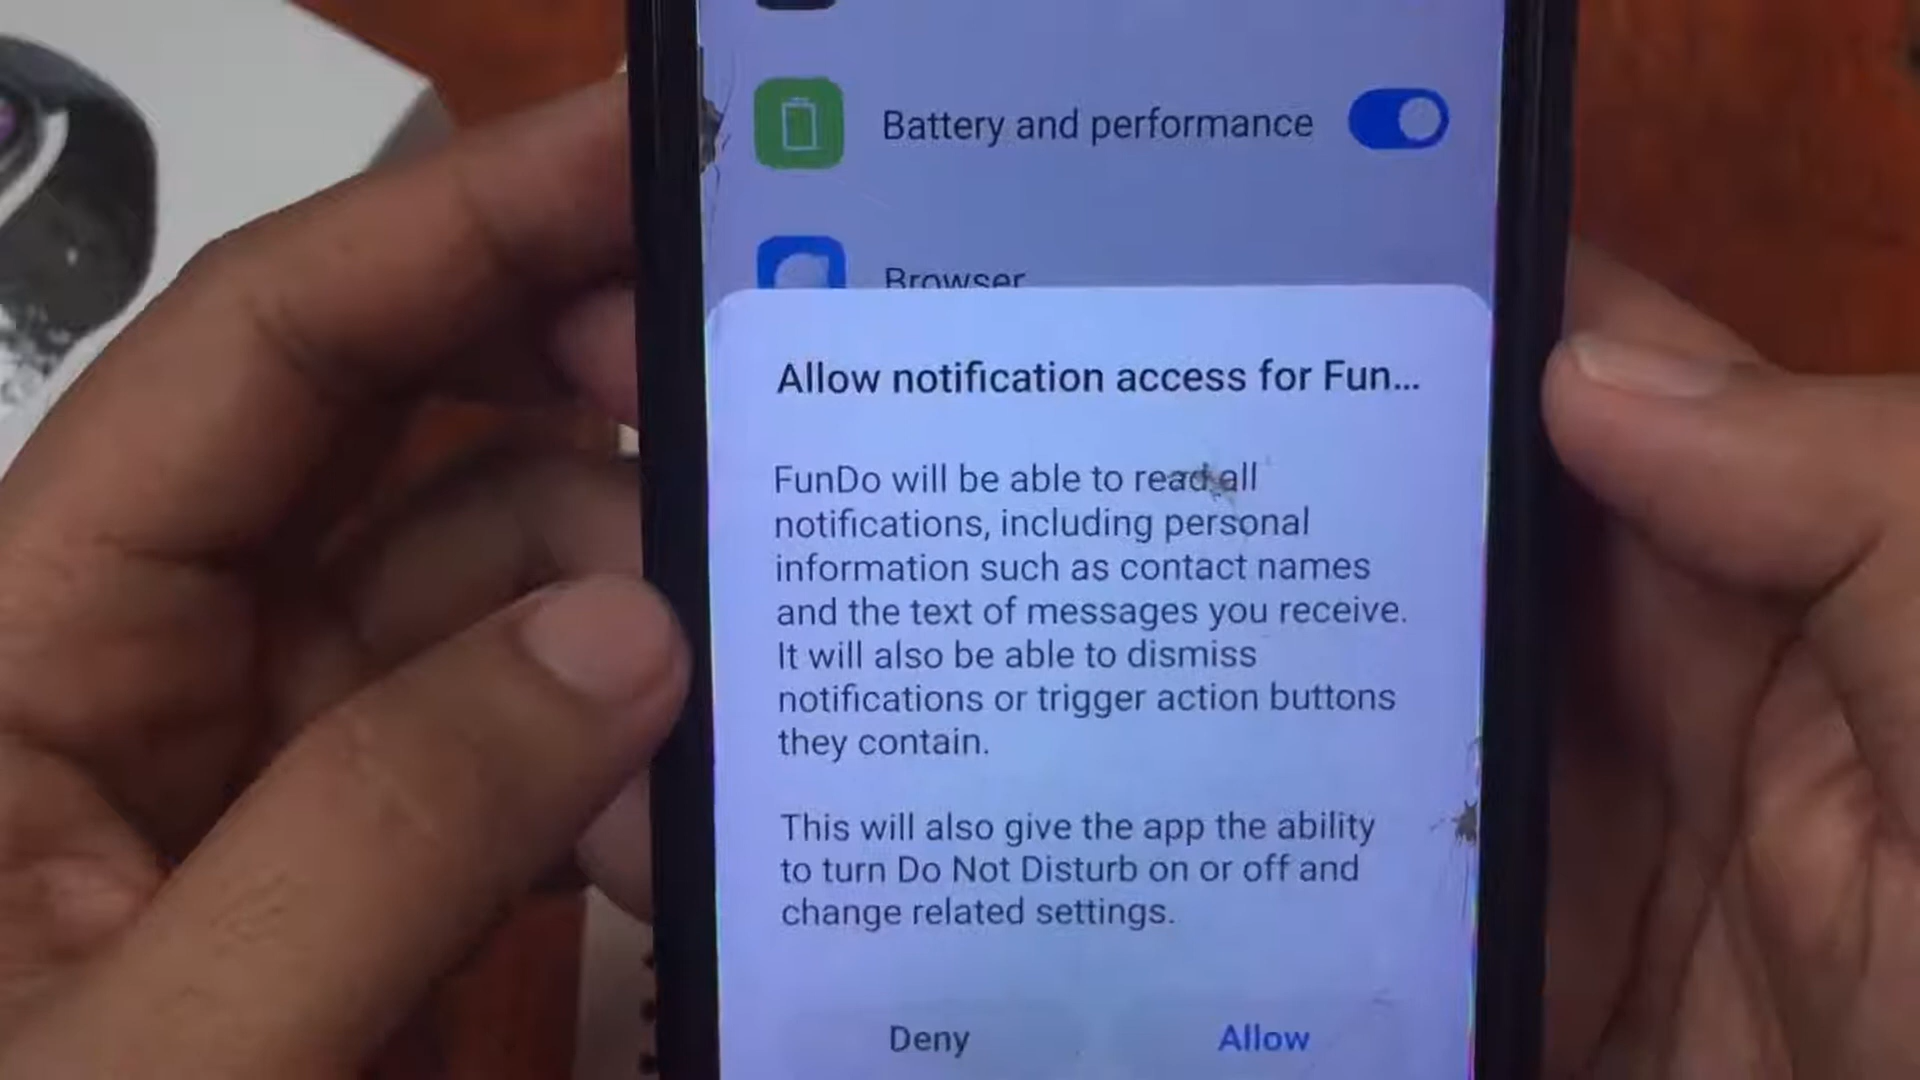 Battery and performance
Browser
Allow notification access for Fun...
FunDo will be able to read all
notifications, including personal
information such as contact names
and the text of messages you receive.
It will also be able to dismiss
notifications or trigger action buttons
they contain.
This will also give the app the ability
to turn Do Not Disturb on or off and
change related settings.
Deny
Allow